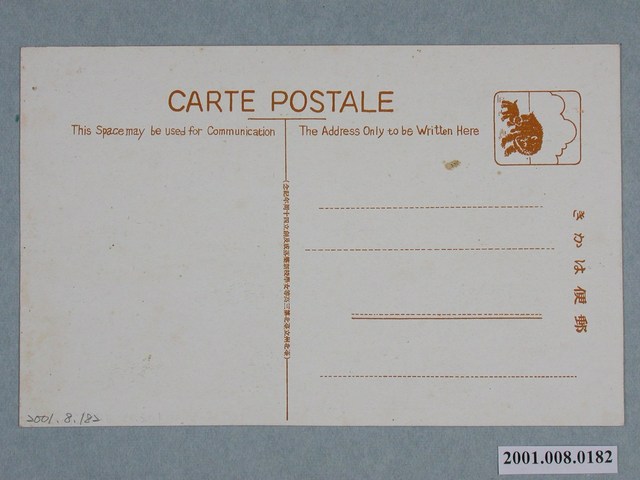 CARTE POSTALE
This Space may be used for Communication
The Address Only to be Written Here
きかは便郵
2001.8.182
2001.008.0182